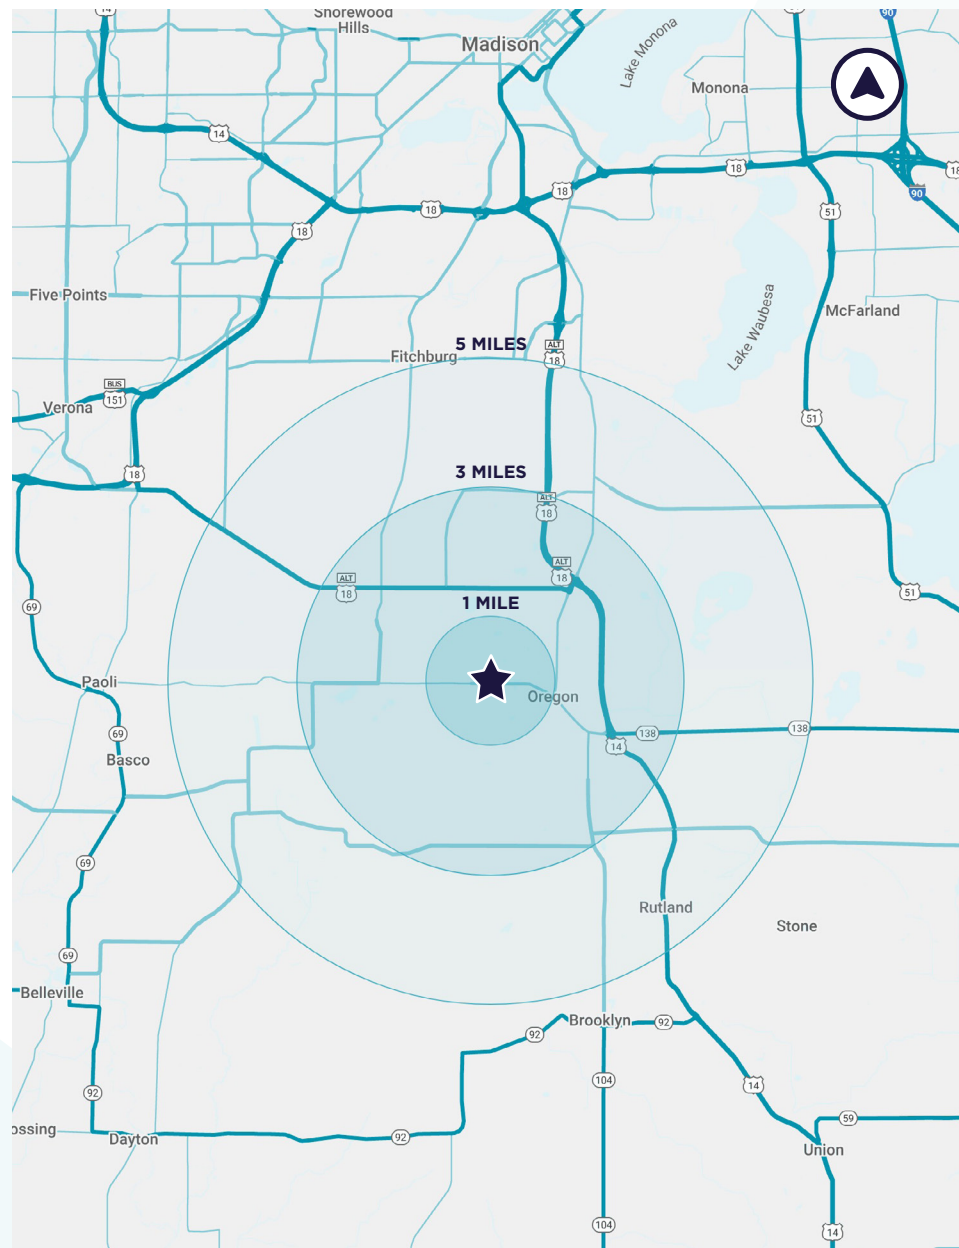 14
Shorewood
Hills
90
Madison
Lake Monona
Monona
14
18
18
18
18
90
51
18
18
Five Points
McFarland
Lake Waubesa
5 MILES
Fitchburg
ALT
18
BUS
151
Verona
51
3 MILES
18
ALT
18
ALT
18
ALT
18
51
69
1 MILE
Paoli
Oregon
69
138
138
14
Basco
69
Rutland
Stone
69
Belleville
Brooklyn
92
92
104
14
92
59
ossing
Dayton
92
Union
104
14